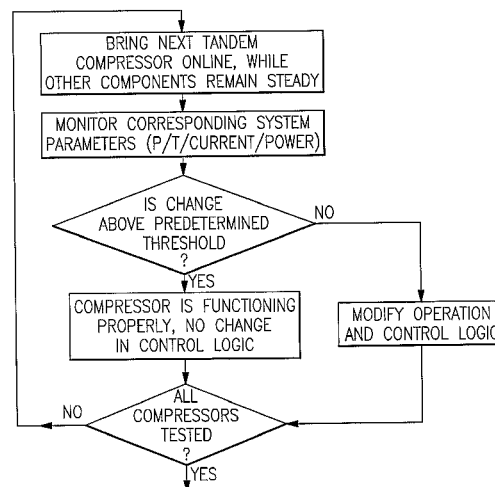 BRING NEXT TANDEM
COMPRESSOR ONLINE, WHILE
OTHER COMPONENTS REMAIN STEADY
MONITOR CORRESPONDING SYSTEM
PARAMETERS (P/T/CURRENT/POWER)
IS CHANGE
ABOVE PREDETERMINED
THRESHOLD
?
NO
YES
COMPRESSOR IS FUNCTIONING
PROPERLY, NO CHANGE
IN CONTROL LOGIC
MODIFY OPERATION
AND CONTROL LOGIC
ALL
COMPRESSORS
TESTED
?
NO
YES